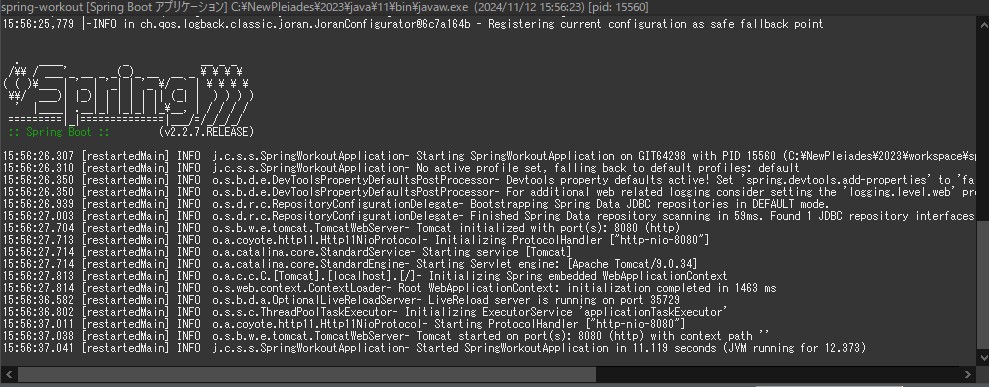 spring-workout [Spring Boot アプリケーション] C:¥NewPleiades¥2023¥java¥11¥bin¥javaw.exe (2024/11/12 15:56:23) [pid: 15560]
15:56:25,779 |-INFO in ch.qos.logback.classic.joran.JoranConfigurator@6c7a164b - Registering current configuration as safe fallback point
:: Spring Boot :: (v2.2.7.RELEASE)
15:56:26.307 [restartedMain] INFO j.c.s.s.SpringWorkoutApplication- Starting SpringWorkoutApplication on GIT64298 with PID 15560 (C:¥NewPleiades¥2023¥workspace¥sp
15:56:26.310 [restartedMain] INFO j.c.s.s.SpringWorkoutApplication- No active profile set, falling back to default profiles: default
15:56:26.350 [restartedMain] INFO o.s.b.d.e.DevToolsPropertyDefaultsPostProcessor- Devtools property defaults active! Set 'spring.devtools.add-properties' to 'fa
15:56:26.350 [restartedMain] INFO o.s.b.d.e.DevToolsPropertyDefaultsPostProcessor- For additional web related logging consider setting the 'logging.level.web' pr
15:56:26.939 [restartedMain] INFO o.s.d.r.c.RepositoryConfigurationDelegate- Bootstrapping Spring Data JDBC repositories in DEFAULT mode.
15:56:27.003 [restartedMain] INFO o.s.d.r.c.RepositoryConfigurationDelegate- Finished Spring Data repository scanning in 59ms. Found 1 JDBC repository interfaces
15:56:27.704 [restartedMain] INFO o.s.b.w.e.tomcat.TomcatWebServer- Tomcat initialized with port(s): 8080 (http)
15:56:27.713 [restartedMain] INFO o.a.coyote.http11.Http11NioProtocol- Initializing ProtocolHandler ["http-nio-8080"]
15:56:27.714 [restartedMain] INFO o.a.catalina.core.StandardService- Starting service [Tomcat]
15:56:27.714 [restartedMain] INFO o.a.catalina.core.StandardEngine- Starting Servlet engine: [Apache Tomcat/9.0.34]
15:56:27.813 [restartedMain] INFO o.a.c.c.C.[Tomcat].[localhost].[/]- Initializing Spring embedded WebApplicationContext
15:56:27.814 [restartedMain] INFO o.s.web.context.ContextLoader- Root WebApplicationContext: initialization completed in 1463 ms
15:56:36.582 [restartedMain] INFO o.s.b.d.a.OptionalLiveReloadServer- LiveReload server is running on port 35729
15:56:36.802 [restartedMain] INFO o.s.s.c.ThreadPoolTaskExecutor- Initializing ExecutorService 'applicationTaskExecutor'
15:56:37.011 [restartedMain] INFO o.a.coyote.http11.Http11NioProtocol- Starting ProtocolHandler ["http-nio-8080"]
15:56:37.038 [restartedMain] INFO o.s.b.w.e.tomcat.TomcatWebServer- Tomcat started on port(s): 8080 (http) with context path ''
15:56:37.041 [restartedMain] INFO j.c.s.s.SpringWorkoutApplication- Started SpringWorkoutApplication in 11.119 seconds (JVM running for 12.373)